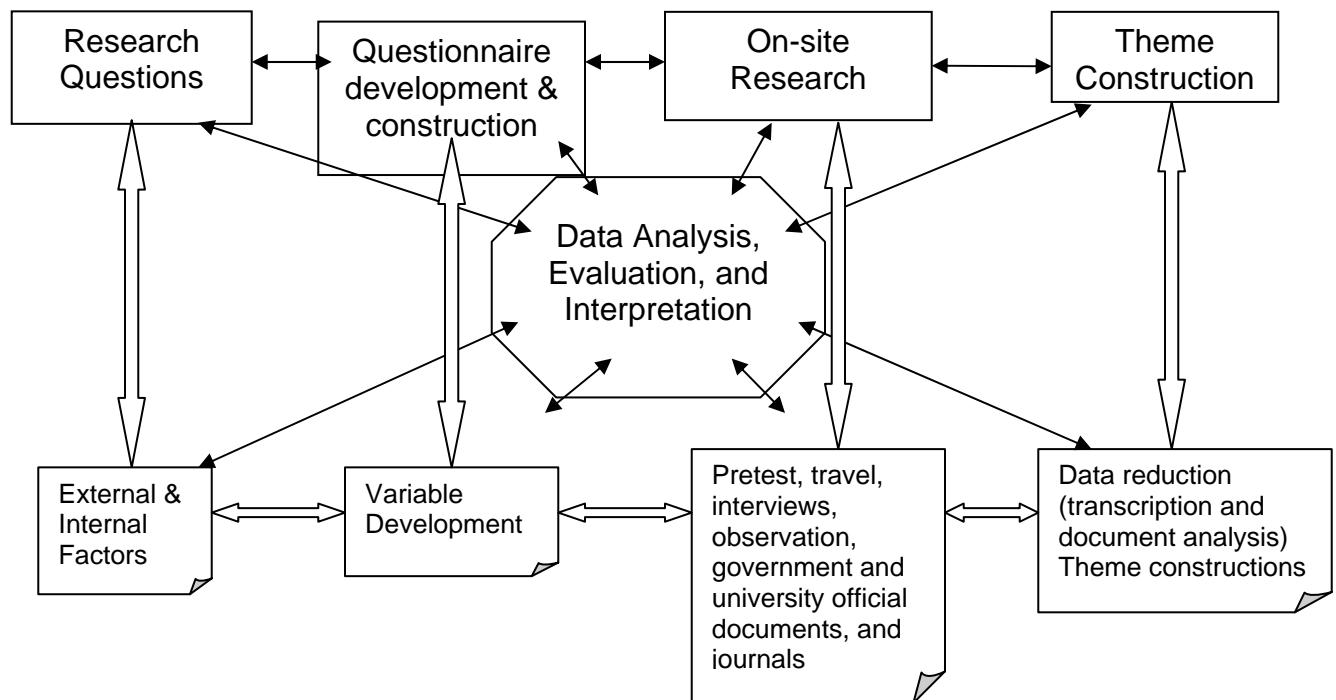 Research
Questions
Questionnaire
development &
construction
On-site
Research
Theme
Construction
Data Analysis,
Evaluation, and
Interpretation
External &
Internal
Factors
Variable
Development
Pretest, travel,
interviews,
observation,
government and
university official
documents, and
journals
Data reduction
(transcription and
document analysis)
Theme constructions